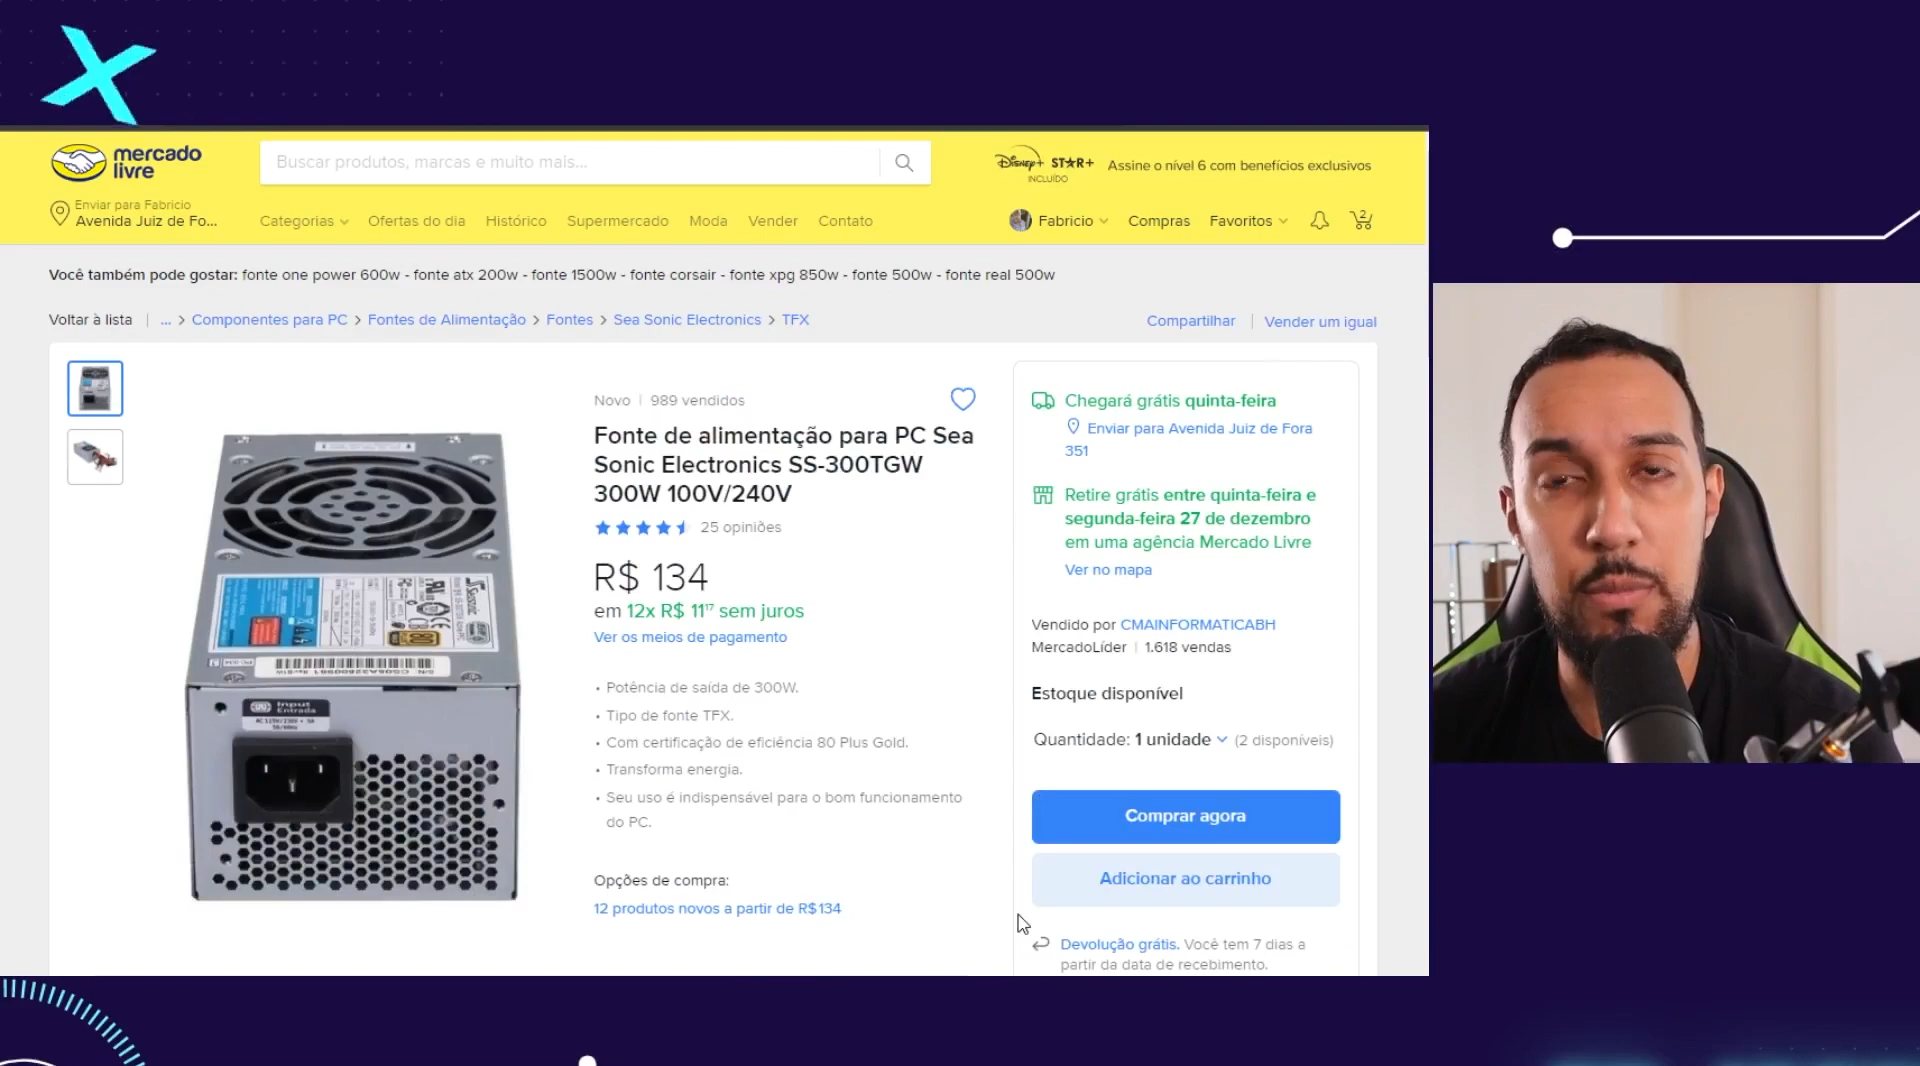 mercado
livre
Buscar produtos, marcas e muito mais...
Disney+ STAR+
INCLUÍDO
Assine o nível 6 com benefícios exclusivos
Enviar para Fabricio
Avenida Juiz de Fo...
Categorias Ofertas do dia Histórico Supermercado Moda Vender Contato
Fabricio Compras Favoritos 2
Você também pode gostar: fonte one power 600w - fonte atx 200w - fonte 1500w - fonte corsair - fonte xpg 850w - fonte 500w - fonte real 500w
Voltar à lista | ... > Componentes para PC > Fontes de Alimentação > Fontes > Sea Sonic Electronics > TFX
Compartilhar | Vender um igual
Novo | 989 vendidos
Fonte de alimentação para PC Sea
Sonic Electronics SS-300TGW
300W 100V/240V
25 opiniões
R$ 134
em 12x R$ 1117 sem juros
Ver os meios de pagamento
• Potência de saída de 300W.
• Tipo de fonte TFX.
• Com certificação de eficiência 80 Plus Gold.
• Transforma energia.
• Seu uso é indispensável para o bom funcionamento
do PC.
Opções de compra:
12 produtos novos a partir de R$134
Input
Entrada
Chegará grátis quinta-feira
Enviar para Avenida Juiz de Fora
351
Retire grátis entre quinta-feira e
segunda-feira 27 de dezembro
em uma agência Mercado Livre
Ver no mapa
Vendido por CMAINFORMATICABH
MercadoLíder | 1.618 vendas
Estoque disponível
Quantidade: 1 unidade (2 disponíveis)
Comprar agora
Adicionar ao carrinho
Devolução grátis. Você tem 7 dias a
partir da data de recebimento.